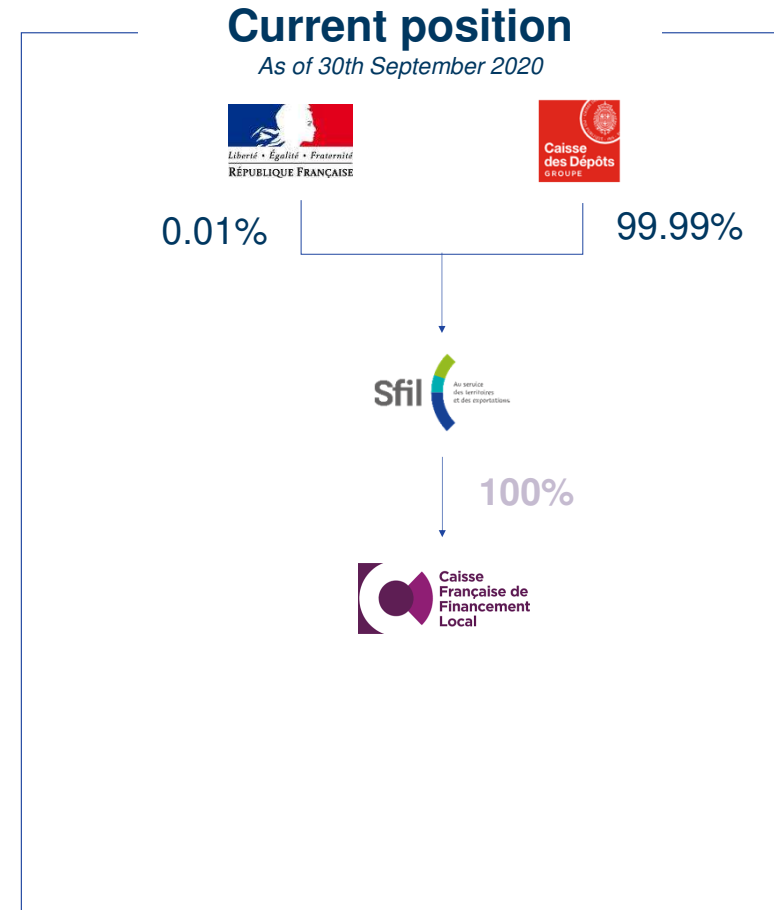 Current position
As of 30th September 2020
Liberté • Égalité • Fraternité
RÉPUBLIQUE FRANÇAISE
Caisse
des Dépôts
GROUPE
0.01%
99.99%
Sfil
Au service
des territoires
et des exportations
100%
Caisse
Française de
Financement
Local